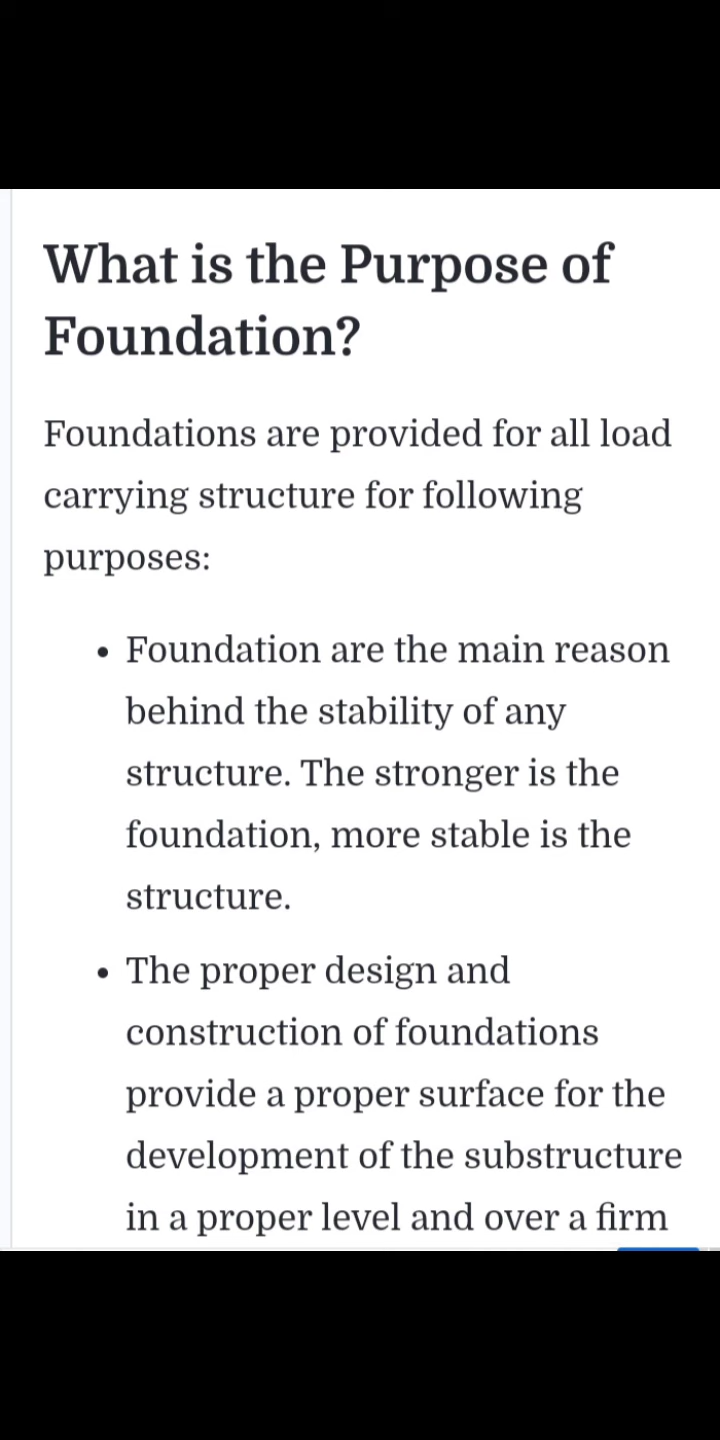 What is the Purpose of
Foundation?
Foundations are provided for all load
carrying structure for following
purposes:
• Foundation are the main reason
behind the stability of any
structure. The stronger is the
foundation, more stable is the
structure.
• The proper design and
construction of foundations
provide a proper surface for the
development of the substructure
in a proper level and over a firm